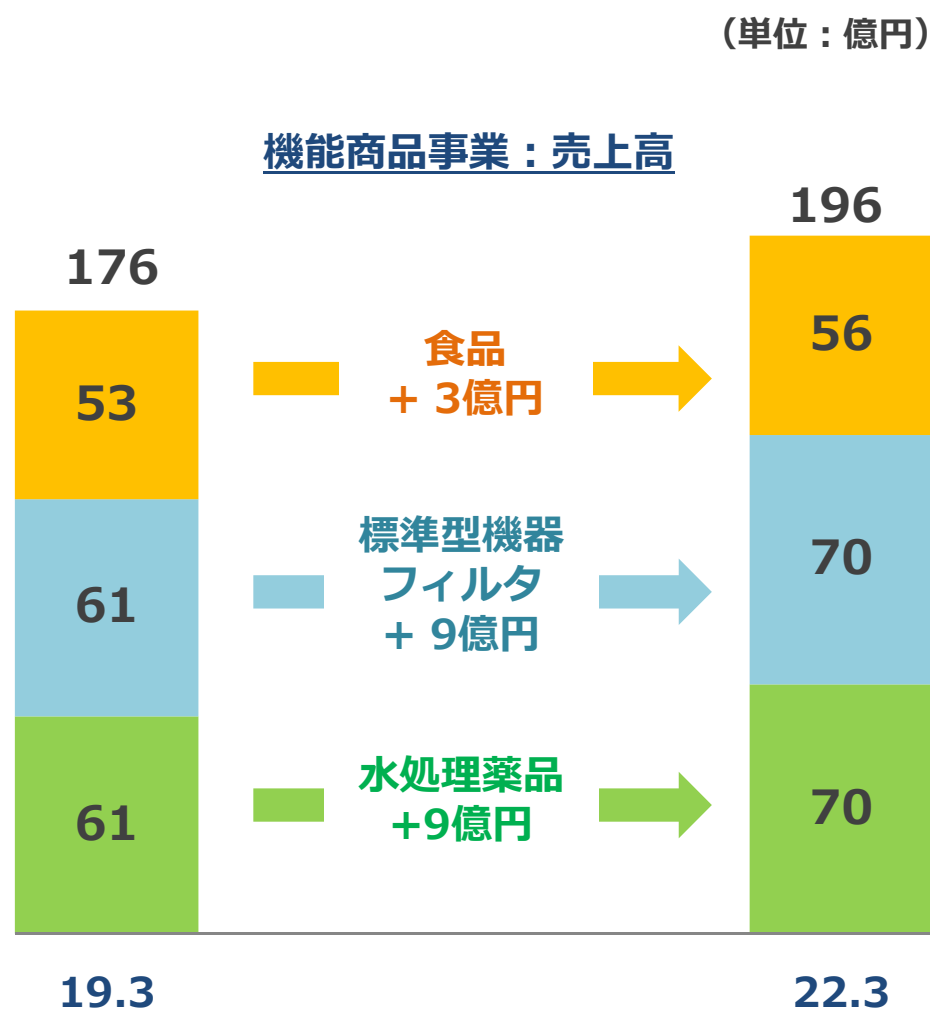 （単位：億円）
機能商品事業：売上高
176
196
53
食品
+ 3億円
56
61
標準型機器
フィルタ
+ 9億円
70
61
水処理薬品
+9億円
70
19.3
22.3